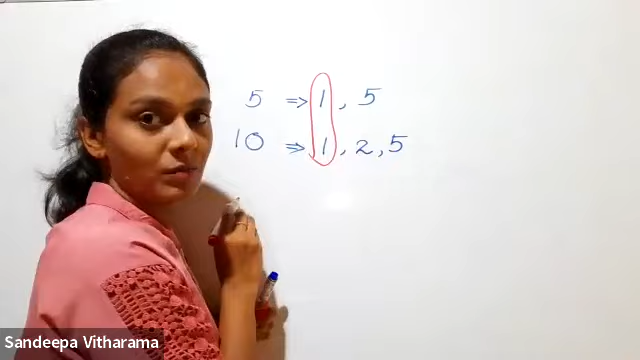 5 ⇒ 1, 5
10 ⇒ 1, 2, 5
Sandeepa Vitharama